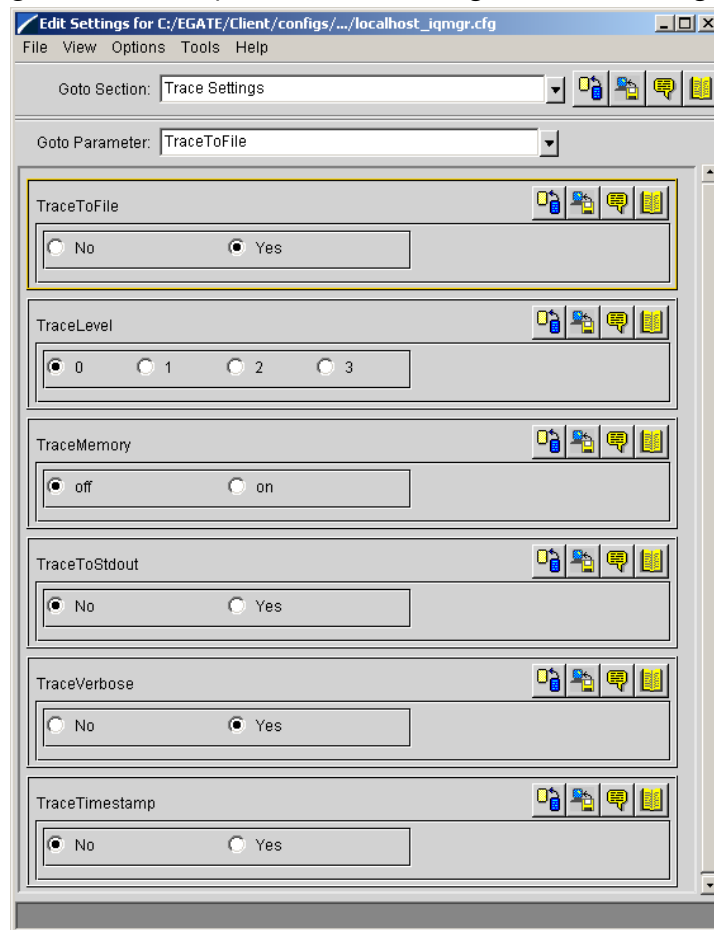 Edit Settings for C:/EGATE/Client/configs/.../localhost_iqmgr.cfg
File View Options Tools Help
Goto Section: Trace Settings
Goto Parameter: TraceToFile
TraceToFile
No Yes
TraceLevel
0 1 2 3
TraceMemory
off on
TraceToStdout
No Yes
TraceVerbose
No Yes
TraceTimestamp
No Yes